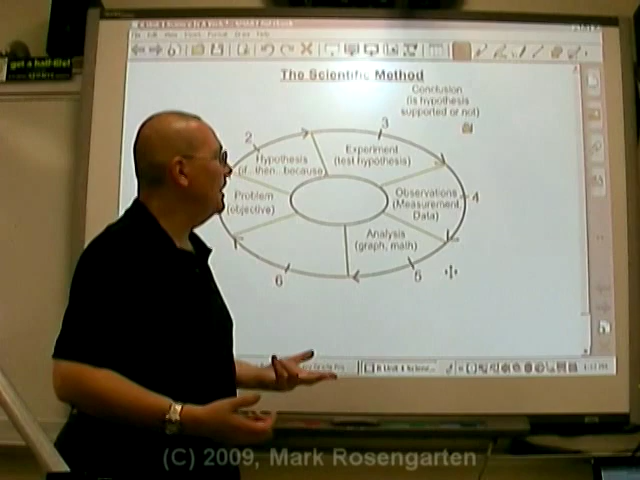 get a half-life!
The Scientific Method
Conclusion
(is hypothesis
supported or not)
2
3
Hypothesis
(if...then...because
Experiment
(test hypothesis)
Problem
(objective)
Observations
(Measurement,
Data)
4
Analysis
(graph, math)
6
5
(C) 2009, Mark Rosengarten